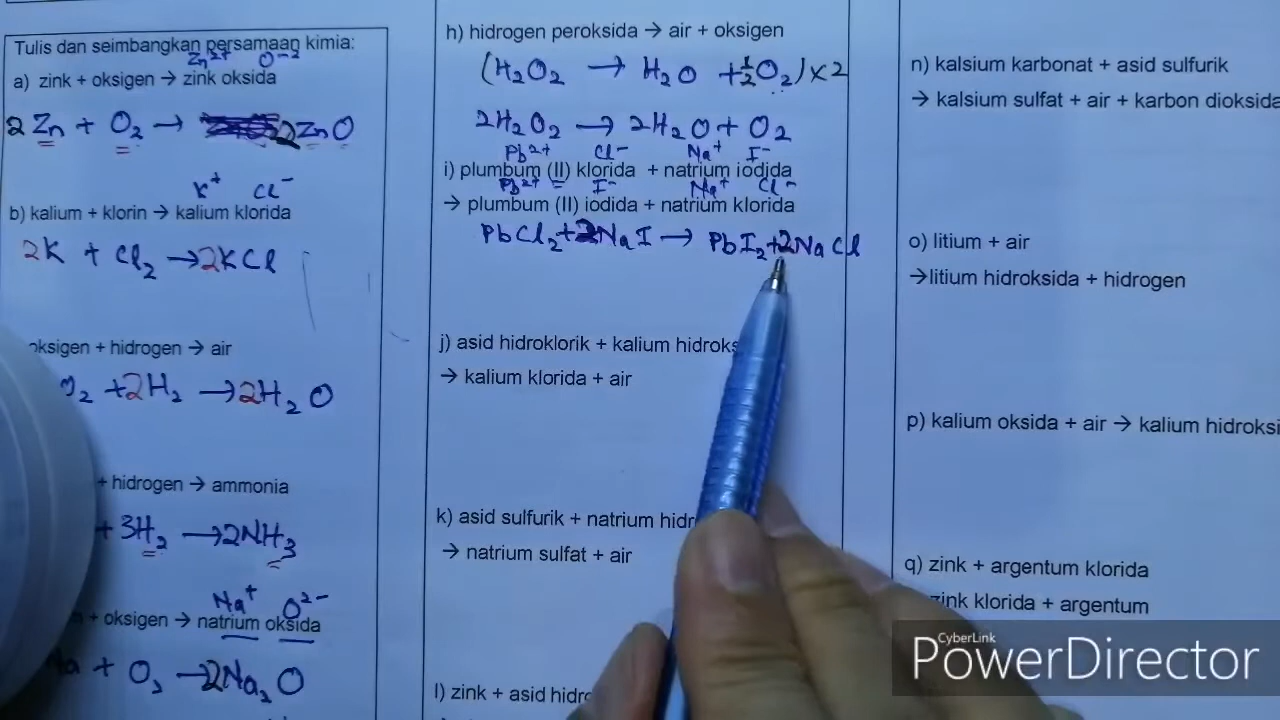 Tulis dan seimbangkan persamaan kimia:
Zn²⁺ O⁻²
a) zink + oksigen → zink oksida
2Zn + O₂ → 2ZnO
K⁺ Cl⁻
b) kalium + klorin → kalium klorida
2K + Cl₂ → 2KCl
oksigen + hidrogen → air
O₂ + 2H₂ → 2H₂O
+ hidrogen → ammonia
+ 3H₂ → 2NH₃
Na⁺ O²⁻
+ oksigen → natrium oksida
+ O₂ → 2Na₂O
h) hidrogen peroksida → air + oksigen
(H₂O₂ → H₂O + ½O₂) × 2
2H₂O₂ → 2H₂O + O₂
Pb²⁺ Cl⁻ Na⁺ I⁻
i) plumbum (II) klorida + natrium iodida
Pb²⁺ I⁻ Na⁺ Cl⁻
→ plumbum (II) iodida + natrium klorida
PbCl₂ + 2NaI → PbI₂ + 2NaCl
j) asid hidroklorik + kalium hidroks
→ kalium klorida + air
k) asid sulfurik + natrium hidr
→ natrium sulfat + air
l) zink + asid hidro
n) kalsium karbonat + asid sulfurik
→ kalsium sulfat + air + karbon dioksida
o) litium + air
→litium hidroksida + hidrogen
p) kalium oksida + air → kalium hidroksi
q) zink + argentum klorida
zink klorida + argentum
CyberLink
PowerDirector